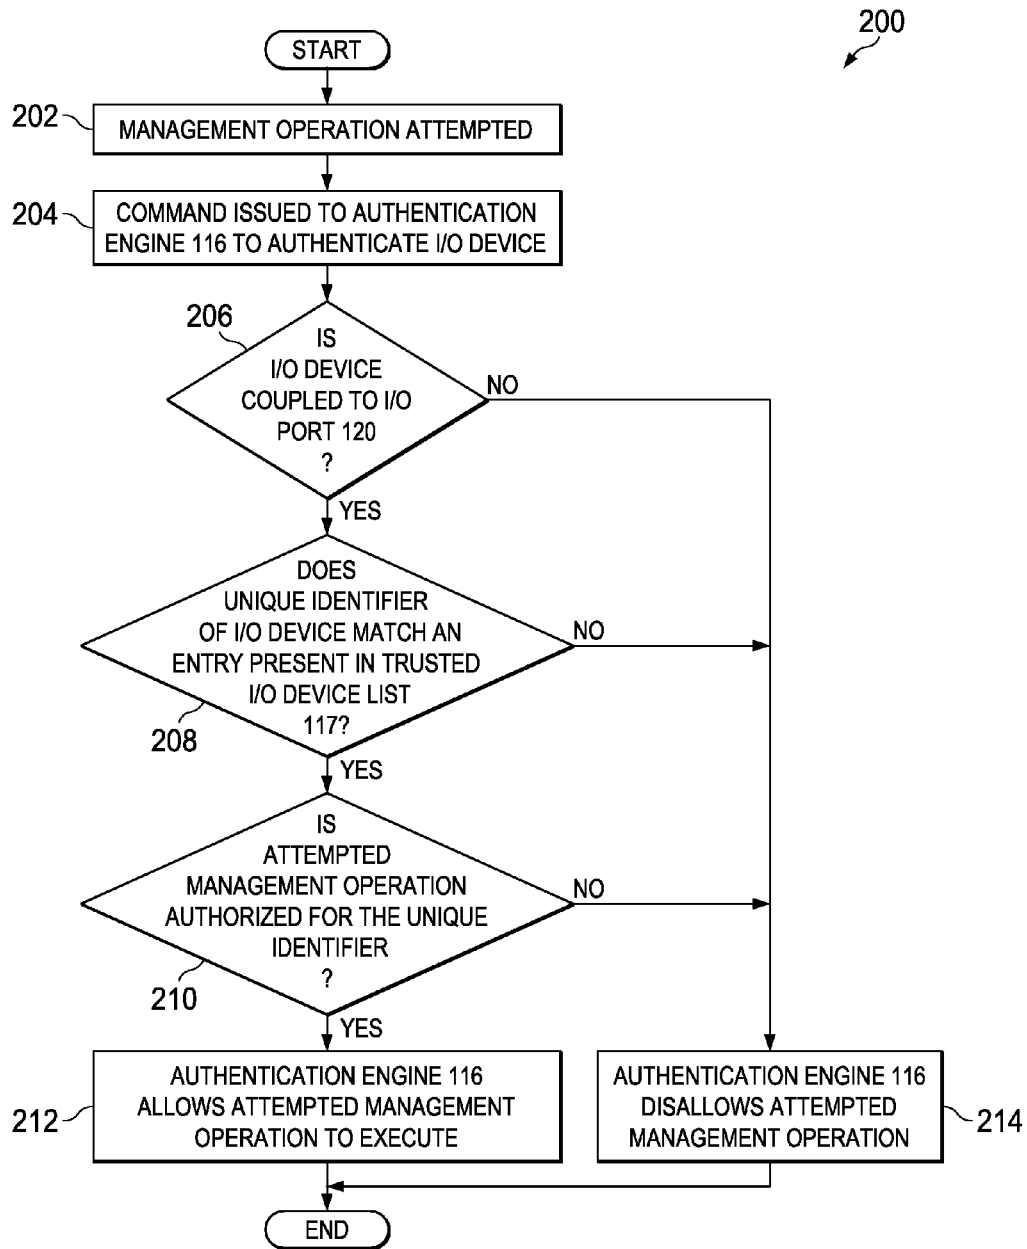 200
START
202
MANAGEMENT OPERATION ATTEMPTED
204
COMMAND ISSUED TO AUTHENTICATION
ENGINE 116 TO AUTHENTICATE I/O DEVICE
206
IS
I/O DEVICE
COUPLED TO I/O
PORT 120
?
NO
YES
DOES
UNIQUE IDENTIFIER
OF I/O DEVICE MATCH AN
ENTRY PRESENT IN TRUSTED
I/O DEVICE LIST
117?
NO
208
YES
IS
ATTEMPTED
MANAGEMENT OPERATION
AUTHORIZED FOR THE UNIQUE
IDENTIFIER
?
NO
210
YES
212
AUTHENTICATION ENGINE 116
ALLOWS ATTEMPTED MANAGEMENT
OPERATION TO EXECUTE
AUTHENTICATION ENGINE 116
DISALLOWS ATTEMPTED
MANAGEMENT OPERATION
214
END